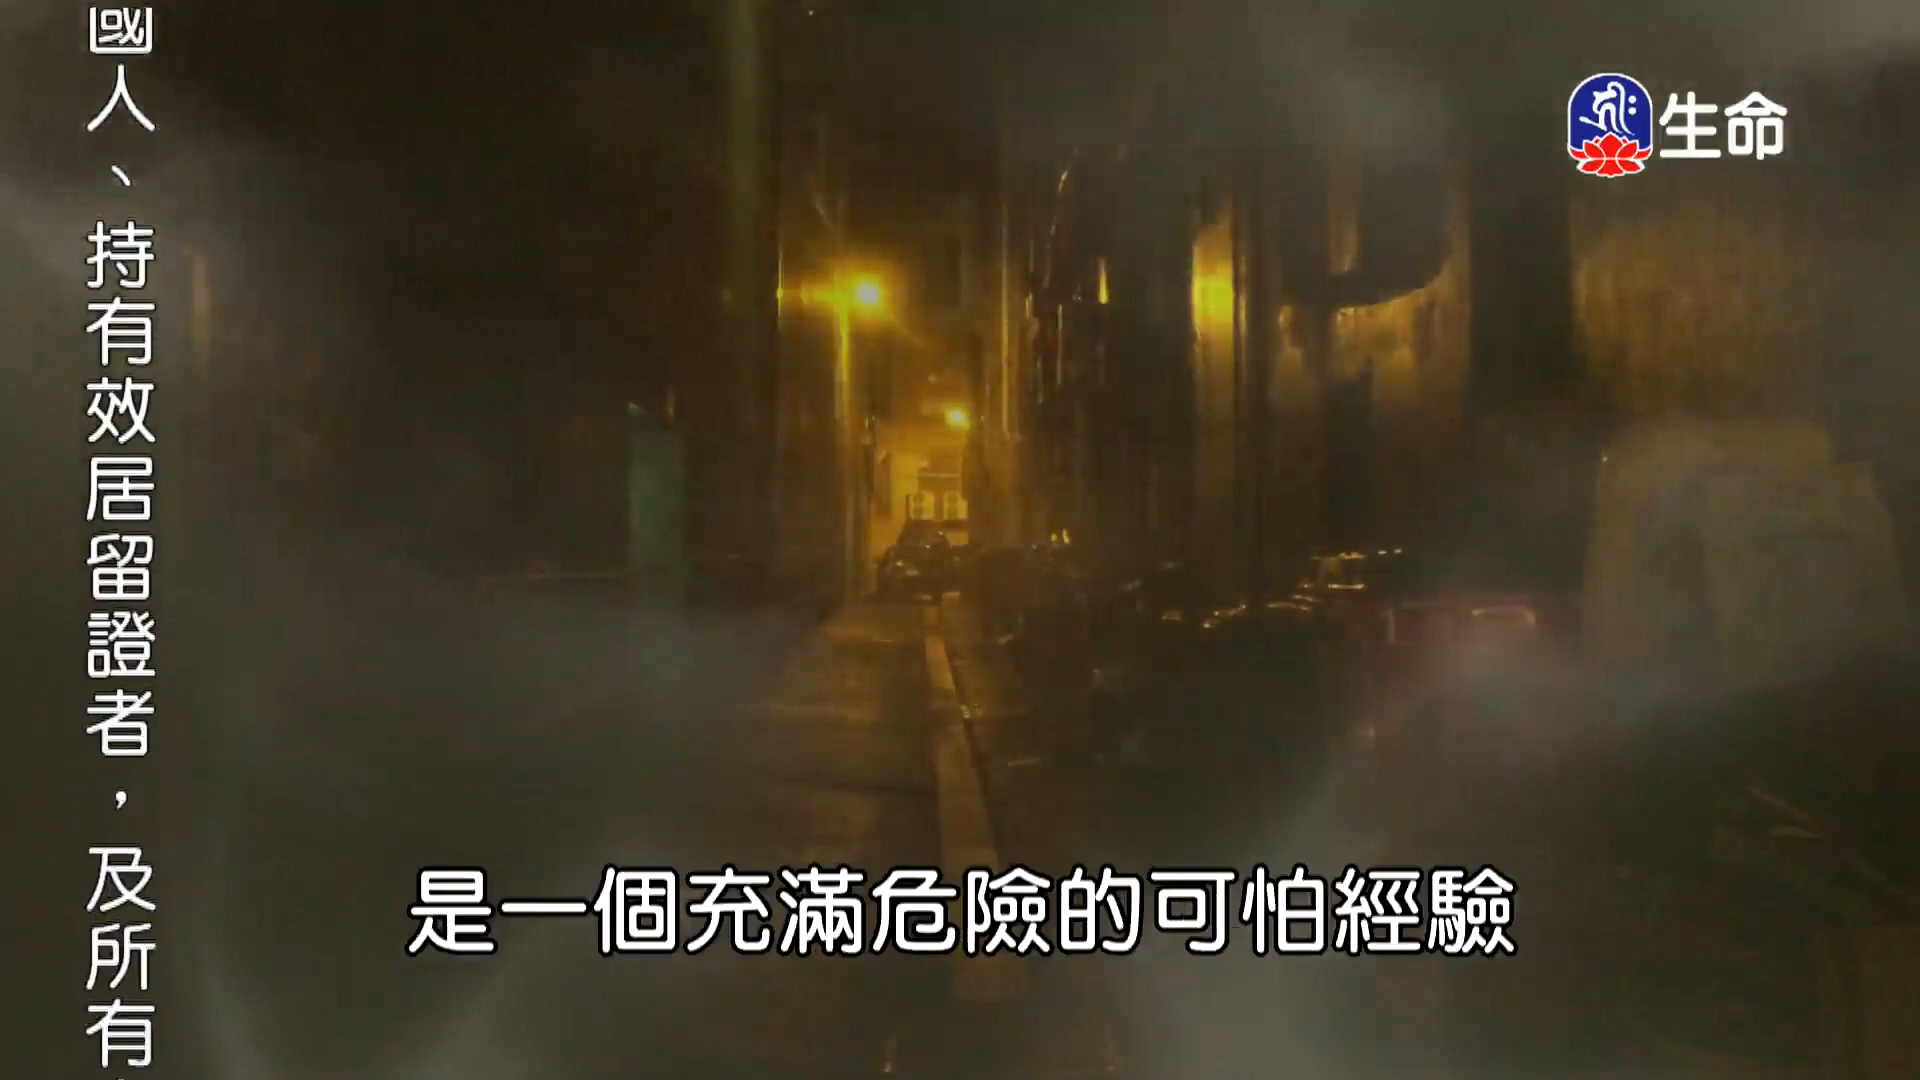 國人、持有效居留證者，及所有
生命
是一個充滿危險的可怕經驗